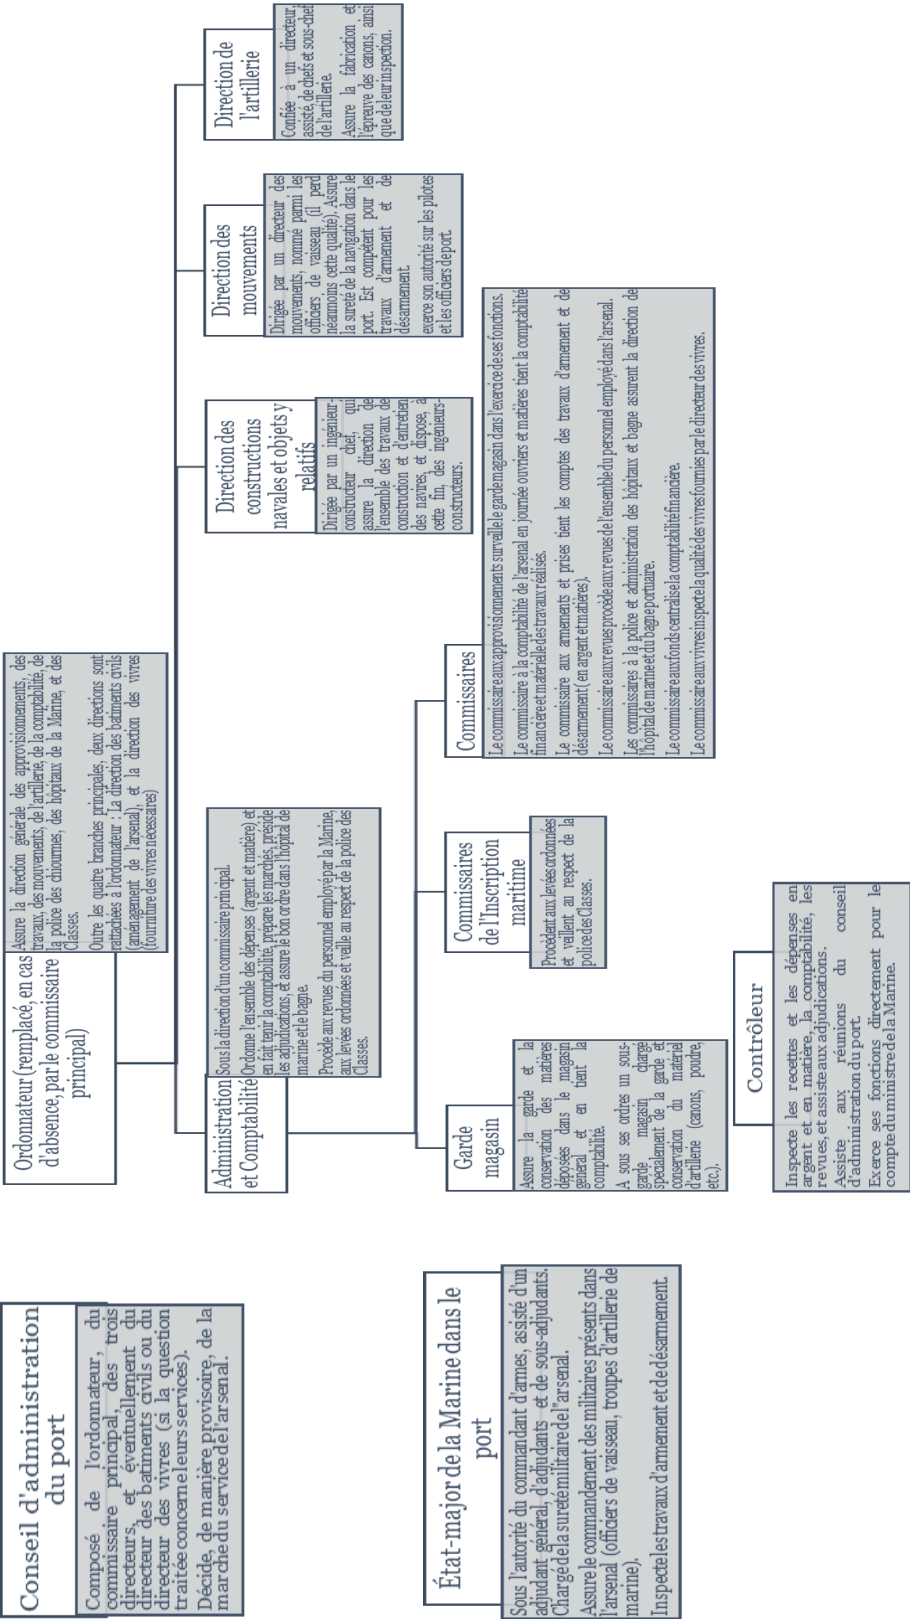 Conseil d'administration
du port
Composé de l'ordonnateur, du
commissaire principal, des trois
directeurs, et éventuellement du
directeur des batiments civils ou du
directeur des vivres (si la question
traitée concerne leurs services).
Décide, de manière provisoire, de la
marche du service de l'arsenal.
État-major de la Marine dans le
port
Sous l'autorité du commandant d'armes, assisté d'un
adjudant général, d'adjudants et de sous-adjudants.
Chargé de la sureté militaire de l'arsenal.
Assure le commandement des militaires présents dans
l'arsenal (officiers de vaisseau, troupes d'artillerie de
marine).
Inspecte les travaux d'armement et de désarmement.
Ordonnateur (remplacé, en cas
d'absence, par le commissaire
principal)
Assure la direction générale des approvisionnements, des
travaux, des mouvements, de l'artillerie, de la comptabilité, de
la police des chiourmes, des hôpitaux de la Marine, et des
Classes.
Outre les quatre branches principales, deux directions sont
rattachées à l'ordonnateur : La direction des batiments civils
(aménagement de l'arsenal), et la direction des vivres
(fourniture des vivres nécessaires)
Administration
et Comptabilité
Sous la direction d'un commissaire principal.
Ordonne l'ensemble des dépenses (argent et matière) et
en fait tenir la comptabilité, prépare les marchés, préside
les adjudications, et assure le bon ordre dans l'hôpital de
marine et le bagne.
Procède aux revues du personnel employé par la Marine,
aux levées ordonnées et veille au respect de la police des
Classes.
Direction des
constructions
navales et objets y
relatifs
Dirigée par un ingénieur-
constructeur chef, qui
assure la direction de
l'ensemble des travaux de
construction et d'entretien
des navires, et dispose, à
cette fin, des ingénieurs-
constructeurs.
Direction des
mouvements
Dirigée par un directeur des
mouvements, nommé parmi les
officiers de vaisseau (il perd
néanmoins cette qualité). Assure
la sureté de la navigation dans le
port. Est compétent pour les
travaux d'armement et de
désarmement.
exerce son autorité sur les pilotes
et les officiers de port.
Direction de
l'artillerie
Confiée à un directeur,
assisté, de chefs et sous-chef
de l'artillerie.
Assure la fabrication et
l'épreuve des canons, ainsi
que de leur inspection.
Garde
magasin
Assure la garde et la
conservation des matières
déposées dans le magasin
général et en tient la
comptabilité.
A sous ses ordres un sous-
garde magasin chargé
spécialement de la garde et
conservation du matériel
d'artillerie (canons, poudre,
etc.).
Commissaires
de l'Inscription
maritime
Procèdent aux levées ordonnées
et veillent au respect de la
police des Classes.
Commissaires
Le commissaire aux approvisionnements surveille le garde magasin dans l'exercice de ses fonctions.
Le commissaire à la comptabilité de l'arsenal en journée ouvriers et matières tient la comptabilité
financière et matérielle des travaux réalisés.
Le commissaire aux armements et prises tient les comptes des travaux d'armement et de
désarmement ( en argent et matières).
Le commissaire aux revues procède aux revues de l'ensemble du personnel employé dans l'arsenal.
Les commissaires à la police et administration des hôpitaux et bagne assurent la direction de
l'hôpital de marine et du bagne portuaire.
Le commissaire aux fonds centralise la comptabilité financière.
Le commissaire aux vivres inspecte la qualité des vivres fournies par le directeur des vivres.
Contrôleur
Inspecte les recettes et les dépenses en
argent et en matière, la comptabilité, les
revues, et assiste aux adjudications.
Assiste aux réunions du conseil
d'administration du port.
Exerce ses fonctions directement pour le
compte du ministre de la Marine.